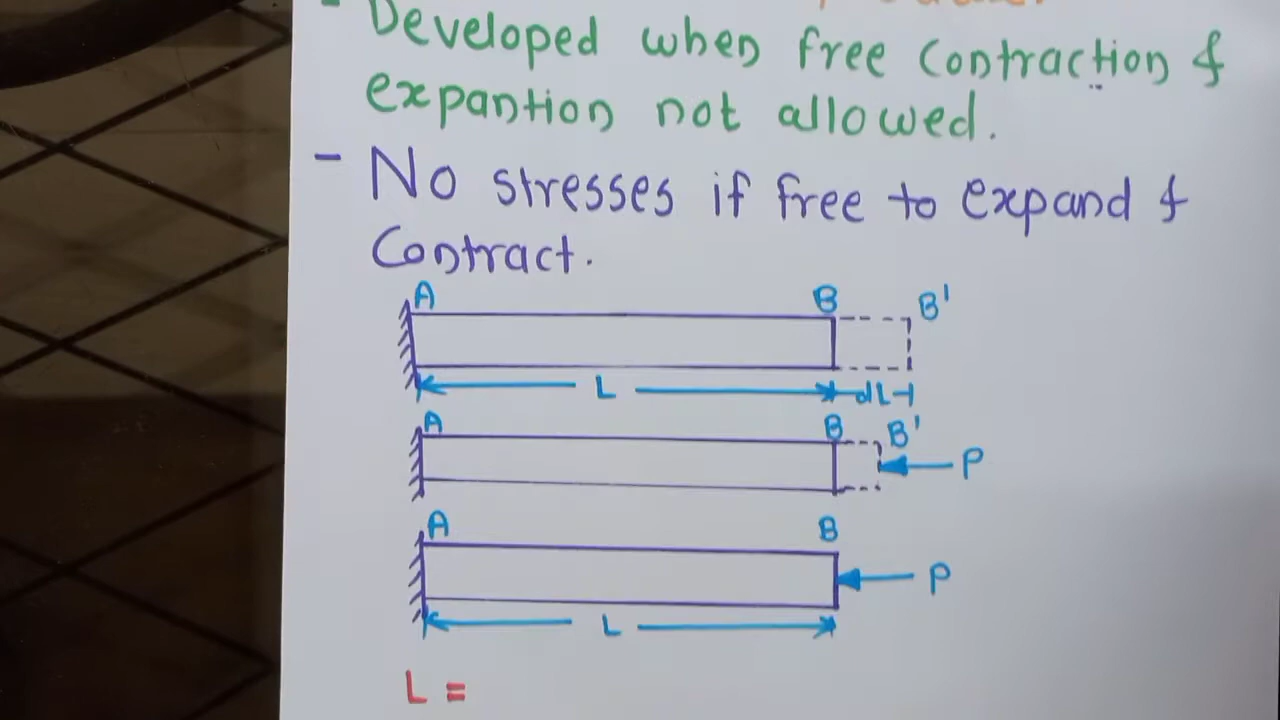 - Developed when free contraction &
expantion not allowed.
- No stresses if free to expand &
Contract.
A B B'
L dL
A B B' P
A B
P
L
L =